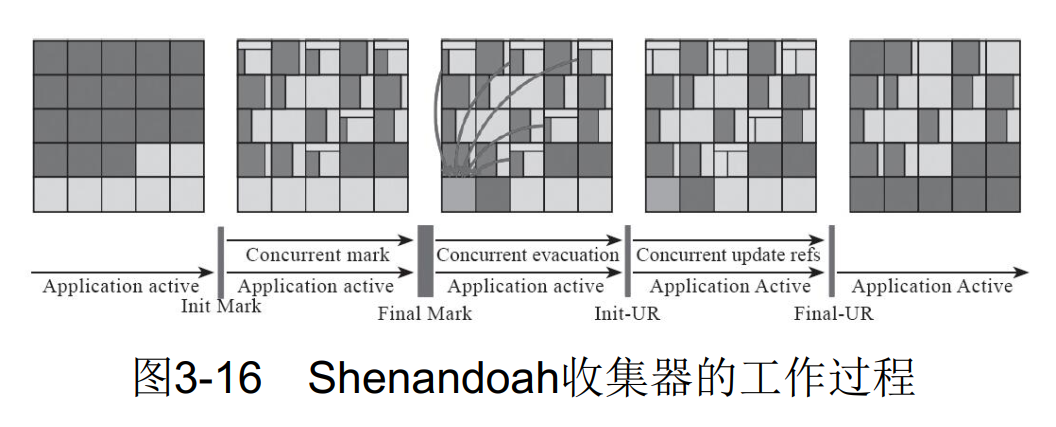 Concurrent mark
Concurrent evacuation
Concurrent update refs
Application active
Application active
Application active
Application Active
Application Active
Init Mark
Final Mark
Init-UR
Final-UR
图3-16 Shenandoah收集器的工作过程